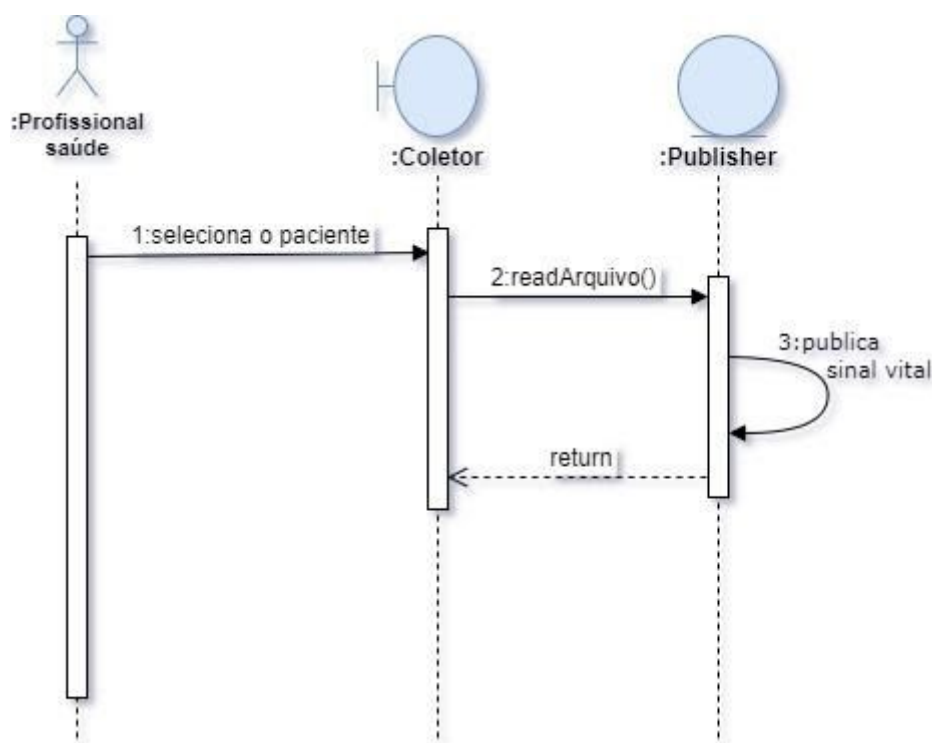 :Profissional
saúde
:Coletor
:Publisher
1:seleciona o paciente
2:readArquivo()
3:publica
sinal vital
return